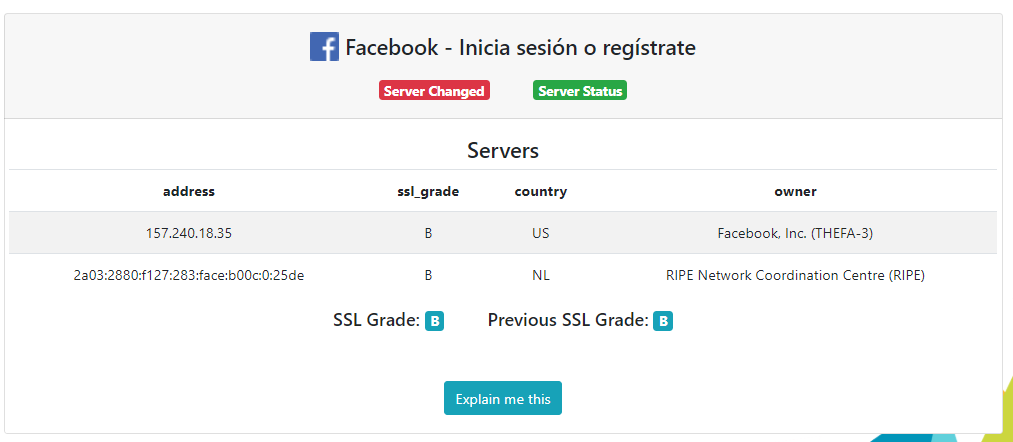 Facebook - Inicia sesión o regístrate
Server Changed Server Status
Servers
address ssl_grade country owner
157.240.18.35 B US Facebook, Inc. (THEFA-3)
2a03:2880:f127:283:face:b00c:0:25de B NL RIPE Network Coordination Centre (RIPE)
SSL Grade: B Previous SSL Grade: B
Explain me this